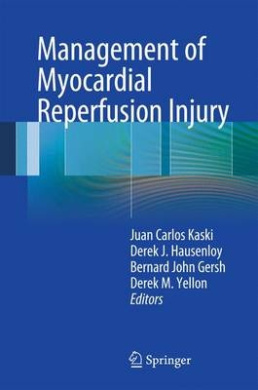 Management of
Myocardial
Reperfusion Injury
Juan Carlos Kaski
Derek J. Hausenloy
Bernard John Gersh
Derek M. Yellon
Editors
Springer